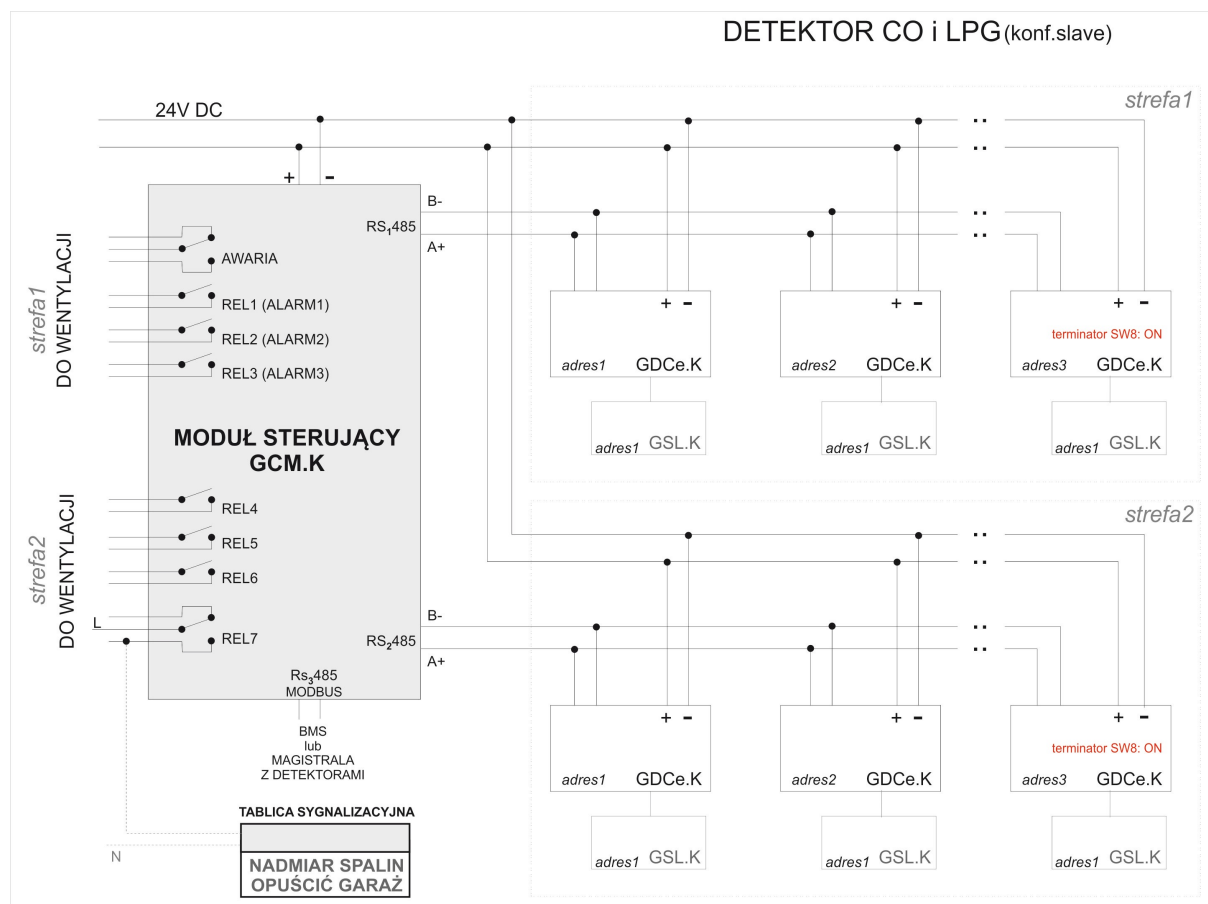 DETEKTOR CO i LPG (konf.slave)
24V DC
strefa1
+ -
B-
RS1485
A+
AWARIA
REL1 (ALARM1)
REL2 (ALARM2)
REL3 (ALARM3)
strefa1
DO WENTYLACJI
MODUŁ STERUJĄCY
GCM.K
+ -
adres1 GDCe.K
adres1 GSL.K
+ -
adres2 GDCe.K
adres1 GSL.K
+ -
terminator SW8: ON
adres3 GDCe.K
adres1 GSL.K
strefa2
DO WENTYLACJI
REL4
REL5
REL6
L
REL7
B-
RS2485
A+
Rs3485
MODBUS
BMS
lub
MAGISTRALA
Z DETEKTORAMI
TABLICA SYGNALIZACYJNA
N
NADMIAR SPALIN
OPUŚCIĆ GARAŻ
strefa2
+ -
adres1 GDCe.K
adres1 GSL.K
+ -
adres2 GDCe.K
adres1 GSL.K
+ -
terminator SW8: ON
adres3 GDCe.K
adres1 GSL.K